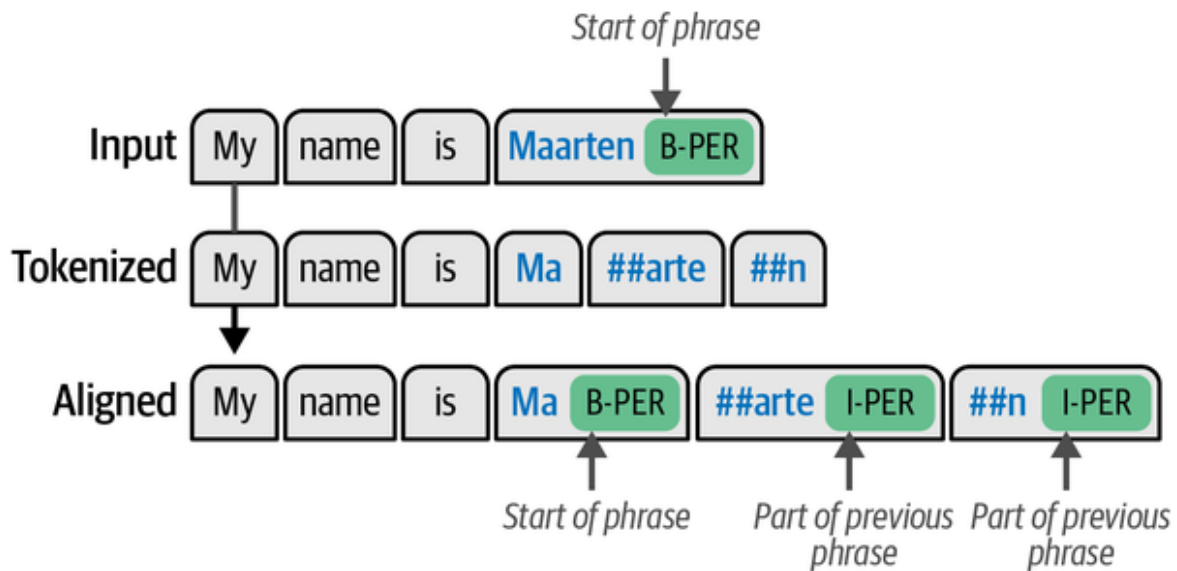 Start of phrase
Input My name is Maarten B-PER
Tokenized My name is Ma ##arte ##n
Aligned My name is Ma B-PER ##arte I-PER ##n I-PER
Start of phrase Part of previous Part of previous
phrase phrase